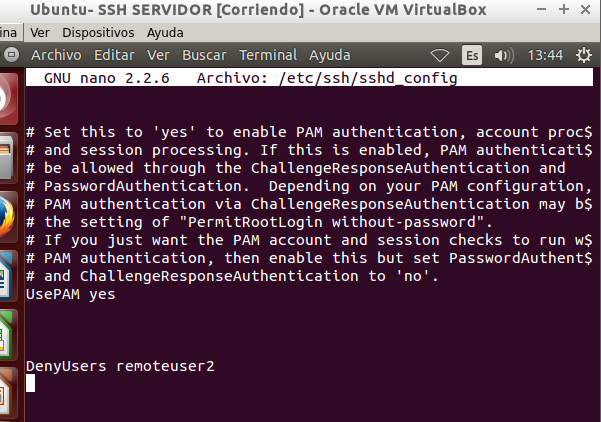 Ubuntu- SSH SERVIDOR [Corriendo] - Oracle VM VirtualBox
ina Ver Dispositivos Ayuda
Archivo Editar Ver Buscar Terminal Ayuda Es 13:44
GNU nano 2.2.6 Archivo: /etc/ssh/sshd_config
# Set this to 'yes' to enable PAM authentication, account proc$
# and session processing. If this is enabled, PAM authenticati$
# be allowed through the ChallengeResponseAuthentication and
# PasswordAuthentication.  Depending on your PAM configuration,
# PAM authentication via ChallengeResponseAuthentication may b$
# the setting of "PermitRootLogin without-password".
# If you just want the PAM account and session checks to run w$
# PAM authentication, then enable this but set PasswordAuthent$
# and ChallengeResponseAuthentication to 'no'.
UsePAM yes
DenyUsers remoteuser2